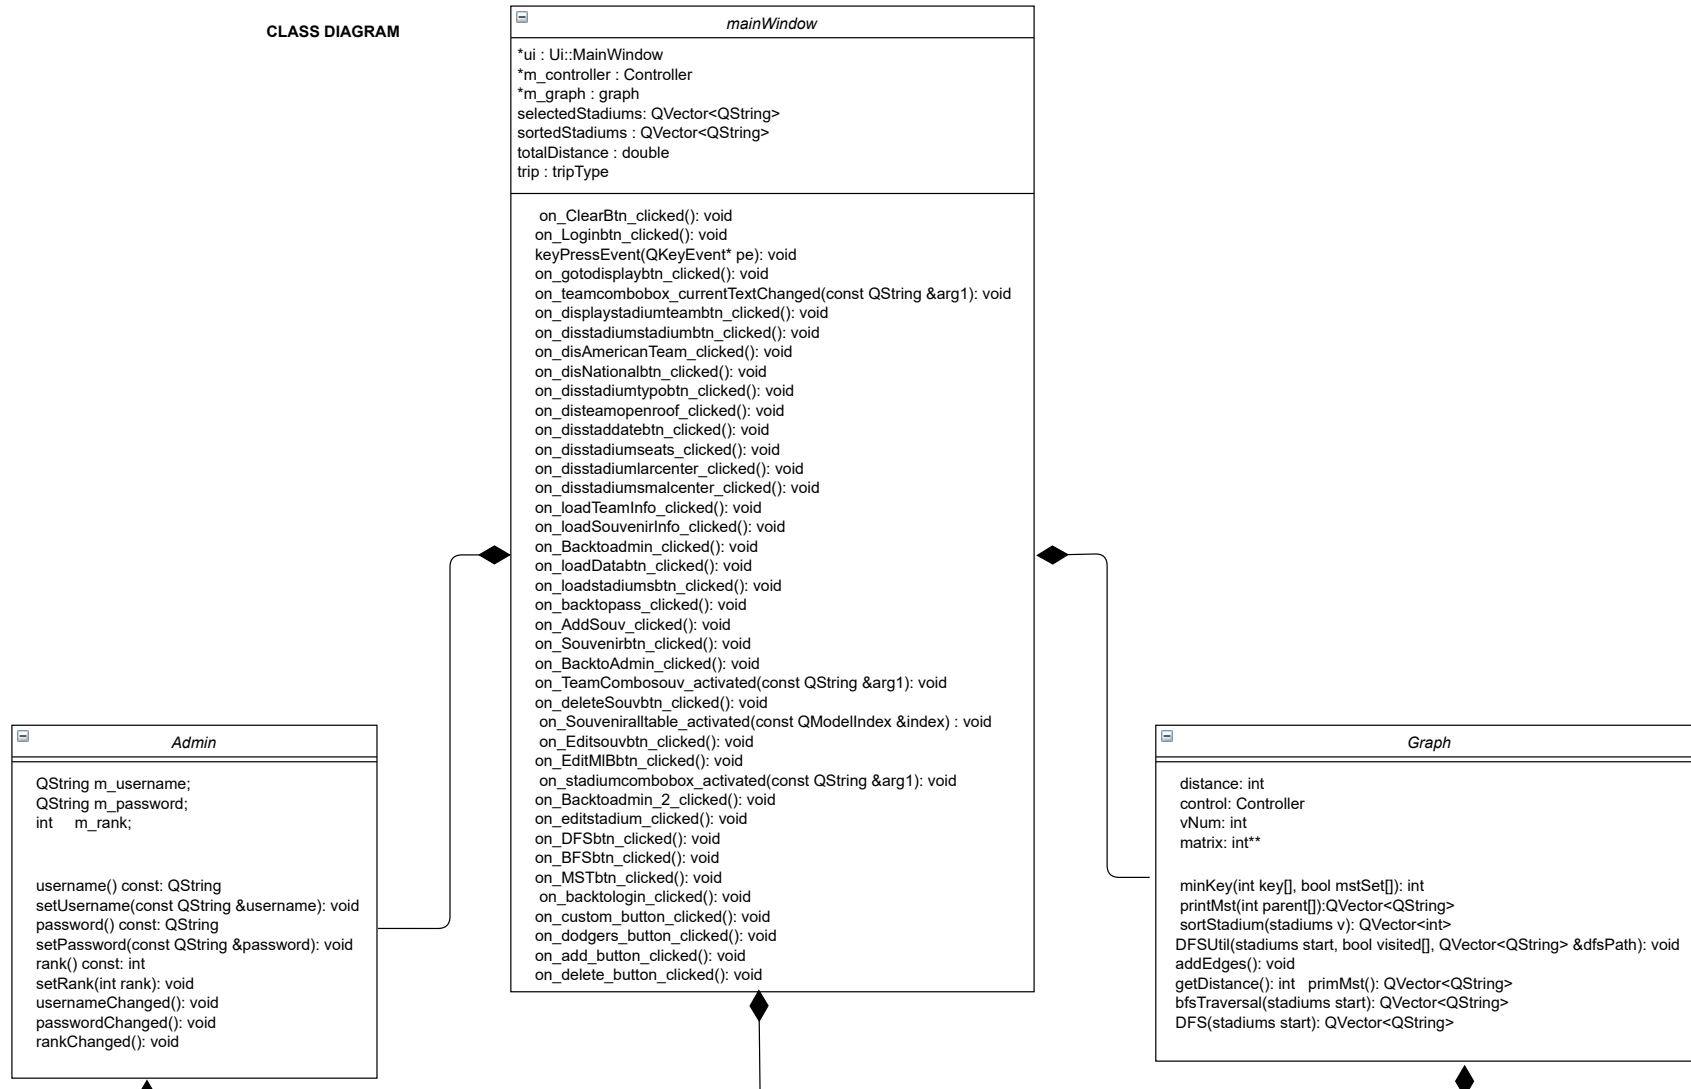 CLASS DIAGRAM
mainWindow
*ui : Ui::MainWindow
*m_controller : Controller
*m_graph : graph
selectedStadiums: QVector<QString>
sortedStadiums : QVector<QString>
totalDistance : double
trip : tripType
on_ClearBtn_clicked(): void
on_Loginbtn_clicked(): void
keyPressEvent(QKeyEvent* pe): void
on_gotodisplaybtn_clicked(): void
on_teamcombobox_currentTextChanged(const QString &arg1): void
on_displaystadiumteambtn_clicked(): void
on_disstadiumstadiumbtn_clicked(): void
on_disAmericanTeam_clicked(): void
on_disNationalbtn_clicked(): void
on_disstadiumtypobtn_clicked(): void
on_disteamopenroof_clicked(): void
on_disstaddatebtn_clicked(): void
on_disstadiumseats_clicked(): void
on_disstadiumlarcenter_clicked(): void
on_disstadiumsmalcenter_clicked(): void
on_loadTeamInfo_clicked(): void
on_loadSouvenirInfo_clicked(): void
on_Backtoadmin_clicked(): void
on_loadDatabtn_clicked(): void
on_loadstadiumsbtn_clicked(): void
on_backtopass_clicked(): void
on_AddSouv_clicked(): void
on_Souvenirbtn_clicked(): void
on_BacktoAdmin_clicked(): void
on_TeamCombosouv_activated(const QString &arg1): void
on_deleteSouvbtn_clicked(): void
on_Souveniralltable_activated(const QModelIndex &index) : void
on_Editsouvbtn_clicked(): void
on_EditMlBbtn_clicked(): void
on_stadiumcombobox_activated(const QString &arg1): void
on_Backtoadmin_2_clicked(): void
on_editstadium_clicked(): void
on_DFSbtn_clicked(): void
on_BFSbtn_clicked(): void
on_MSTbtn_clicked(): void
on_backtologin_clicked(): void
on_custom_button_clicked(): void
on_dodgers_button_clicked(): void
on_add_button_clicked(): void
on_delete_button_clicked(): void
Admin
QString m_username;
QString m_password;
int m_rank;
username() const: QString
setUsername(const QString &username): void
password() const: QString
setPassword(const QString &password): void
rank() const: int
setRank(int rank): void
usernameChanged(): void
passwordChanged(): void
rankChanged(): void
Graph
distance: int
control: Controller
vNum: int
matrix: int**
minKey(int key[], bool mstSet[]): int
printMst(int parent[]):QVector<QString>
sortStadium(stadiums v): QVector<int>
DFSUtil(stadiums start, bool visited[], QVector<QString> &dfsPath): void
addEdges(): void
getDistance(): int primMst(): QVector<QString>
bfsTraversal(stadiums start): QVector<QString>
DFS(stadiums start): QVector<QString>